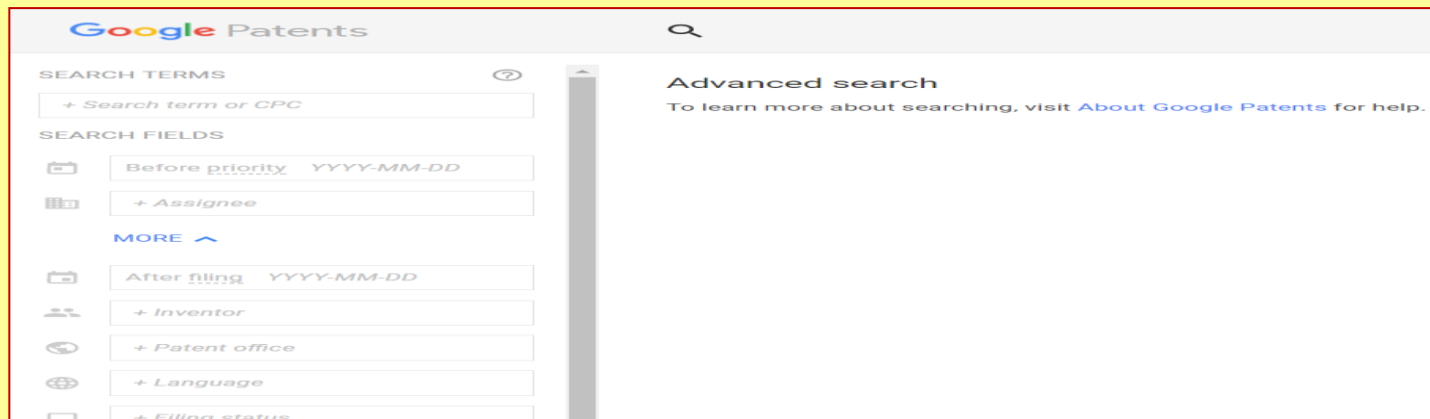 Google Patents
SEARCH TERMS
+ Search term or CPC
SEARCH FIELDS
Before priority YYYY-MM-DD
+ Assignee
MORE
After filing YYYY-MM-DD
+ Inventor
+ Patent office
+ Language
+ Filing status
Advanced search
To learn more about searching, visit About Google Patents for help.